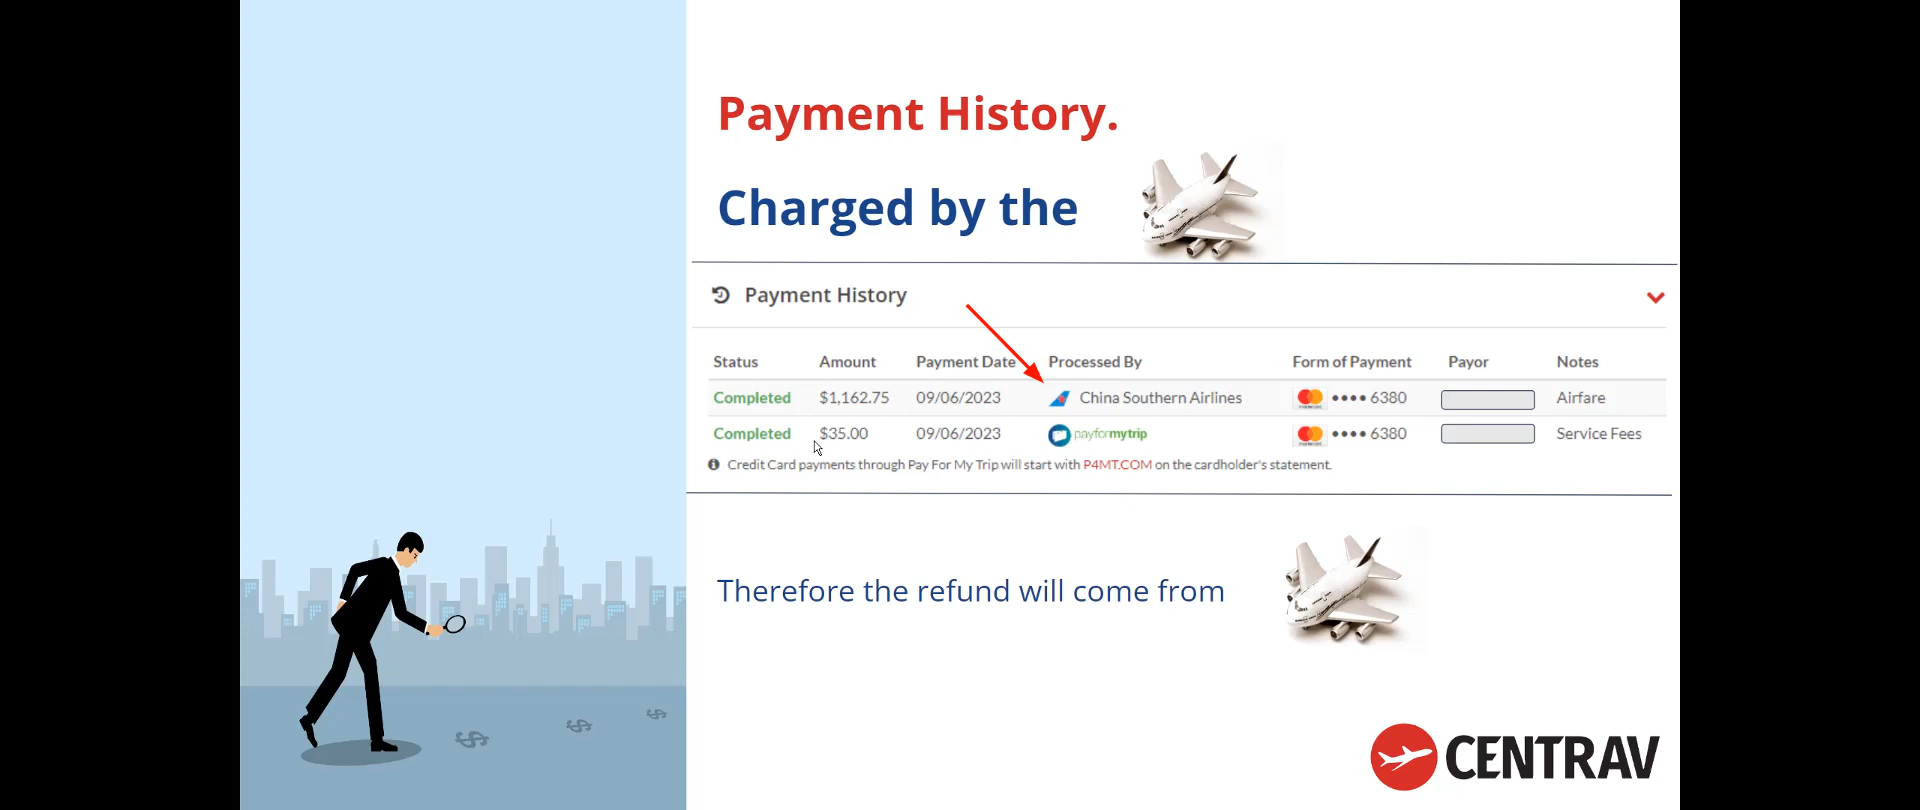 Payment History.
Charged by the
Payment History
Status Amount Payment Date Processed By Form of Payment Payor Notes
Completed $1,162.75 09/06/2023 China Southern Airlines •••• 6380 Airfare
Completed $35.00 09/06/2023 payformytrip •••• 6380 Service Fees
Credit Card payments through Pay For My Trip will start with P4MT.COM on the cardholder's statement.
Therefore the refund will come from
$ $ $
CENTRAV